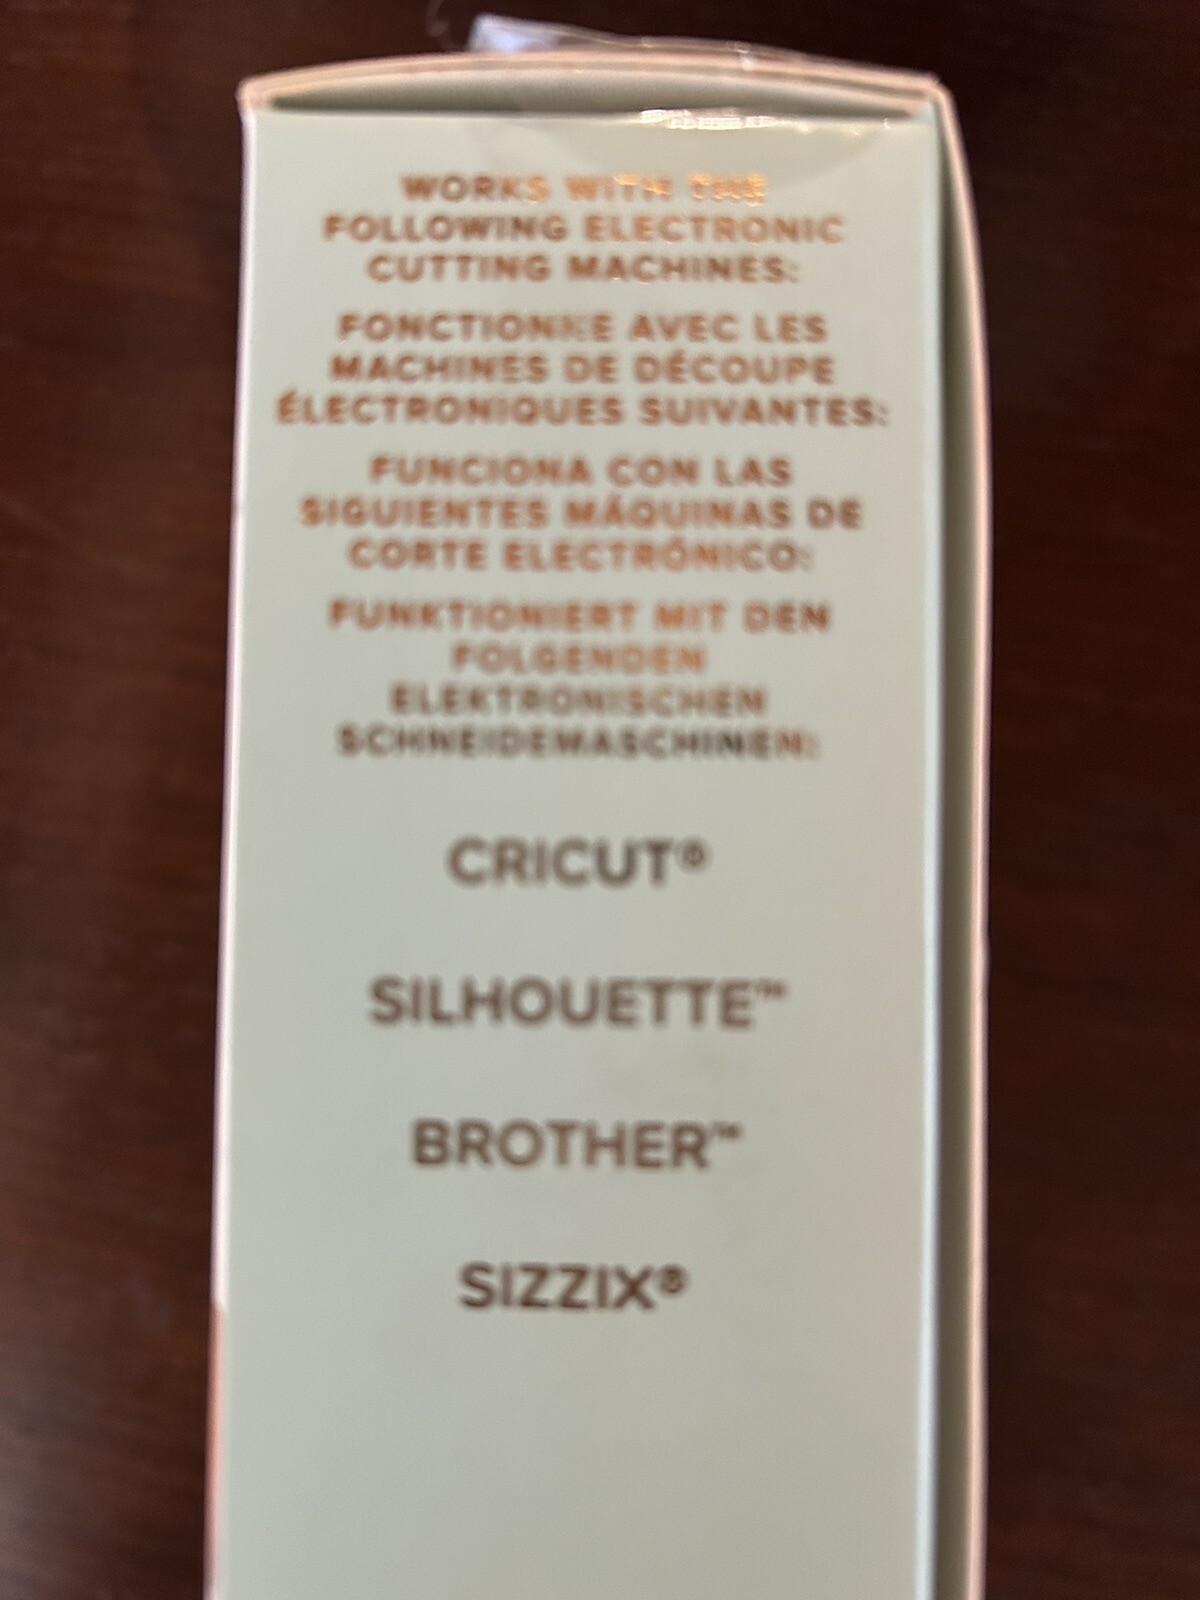 WORKS WITH THE
FOLLOWING ELECTRONIC
CUTTING MACHINES:
FONCTIONNE AVEC LES
MACHINES DE DÉCOUPE
ÉLECTRONIQUES SUIVANTES:
FUNCIONA CON LAS
SIGUIENTES MÁQUINAS DE
CORTE ELECTRÓNICO:
FUNKTIONIERT MIT DEN
FOLGENDEN
ELEKTRONISCHEN
SCHNEIDEMASCHINEN:
CRICUT®
SILHOUETTE™
BROTHER™
SIZZIX®